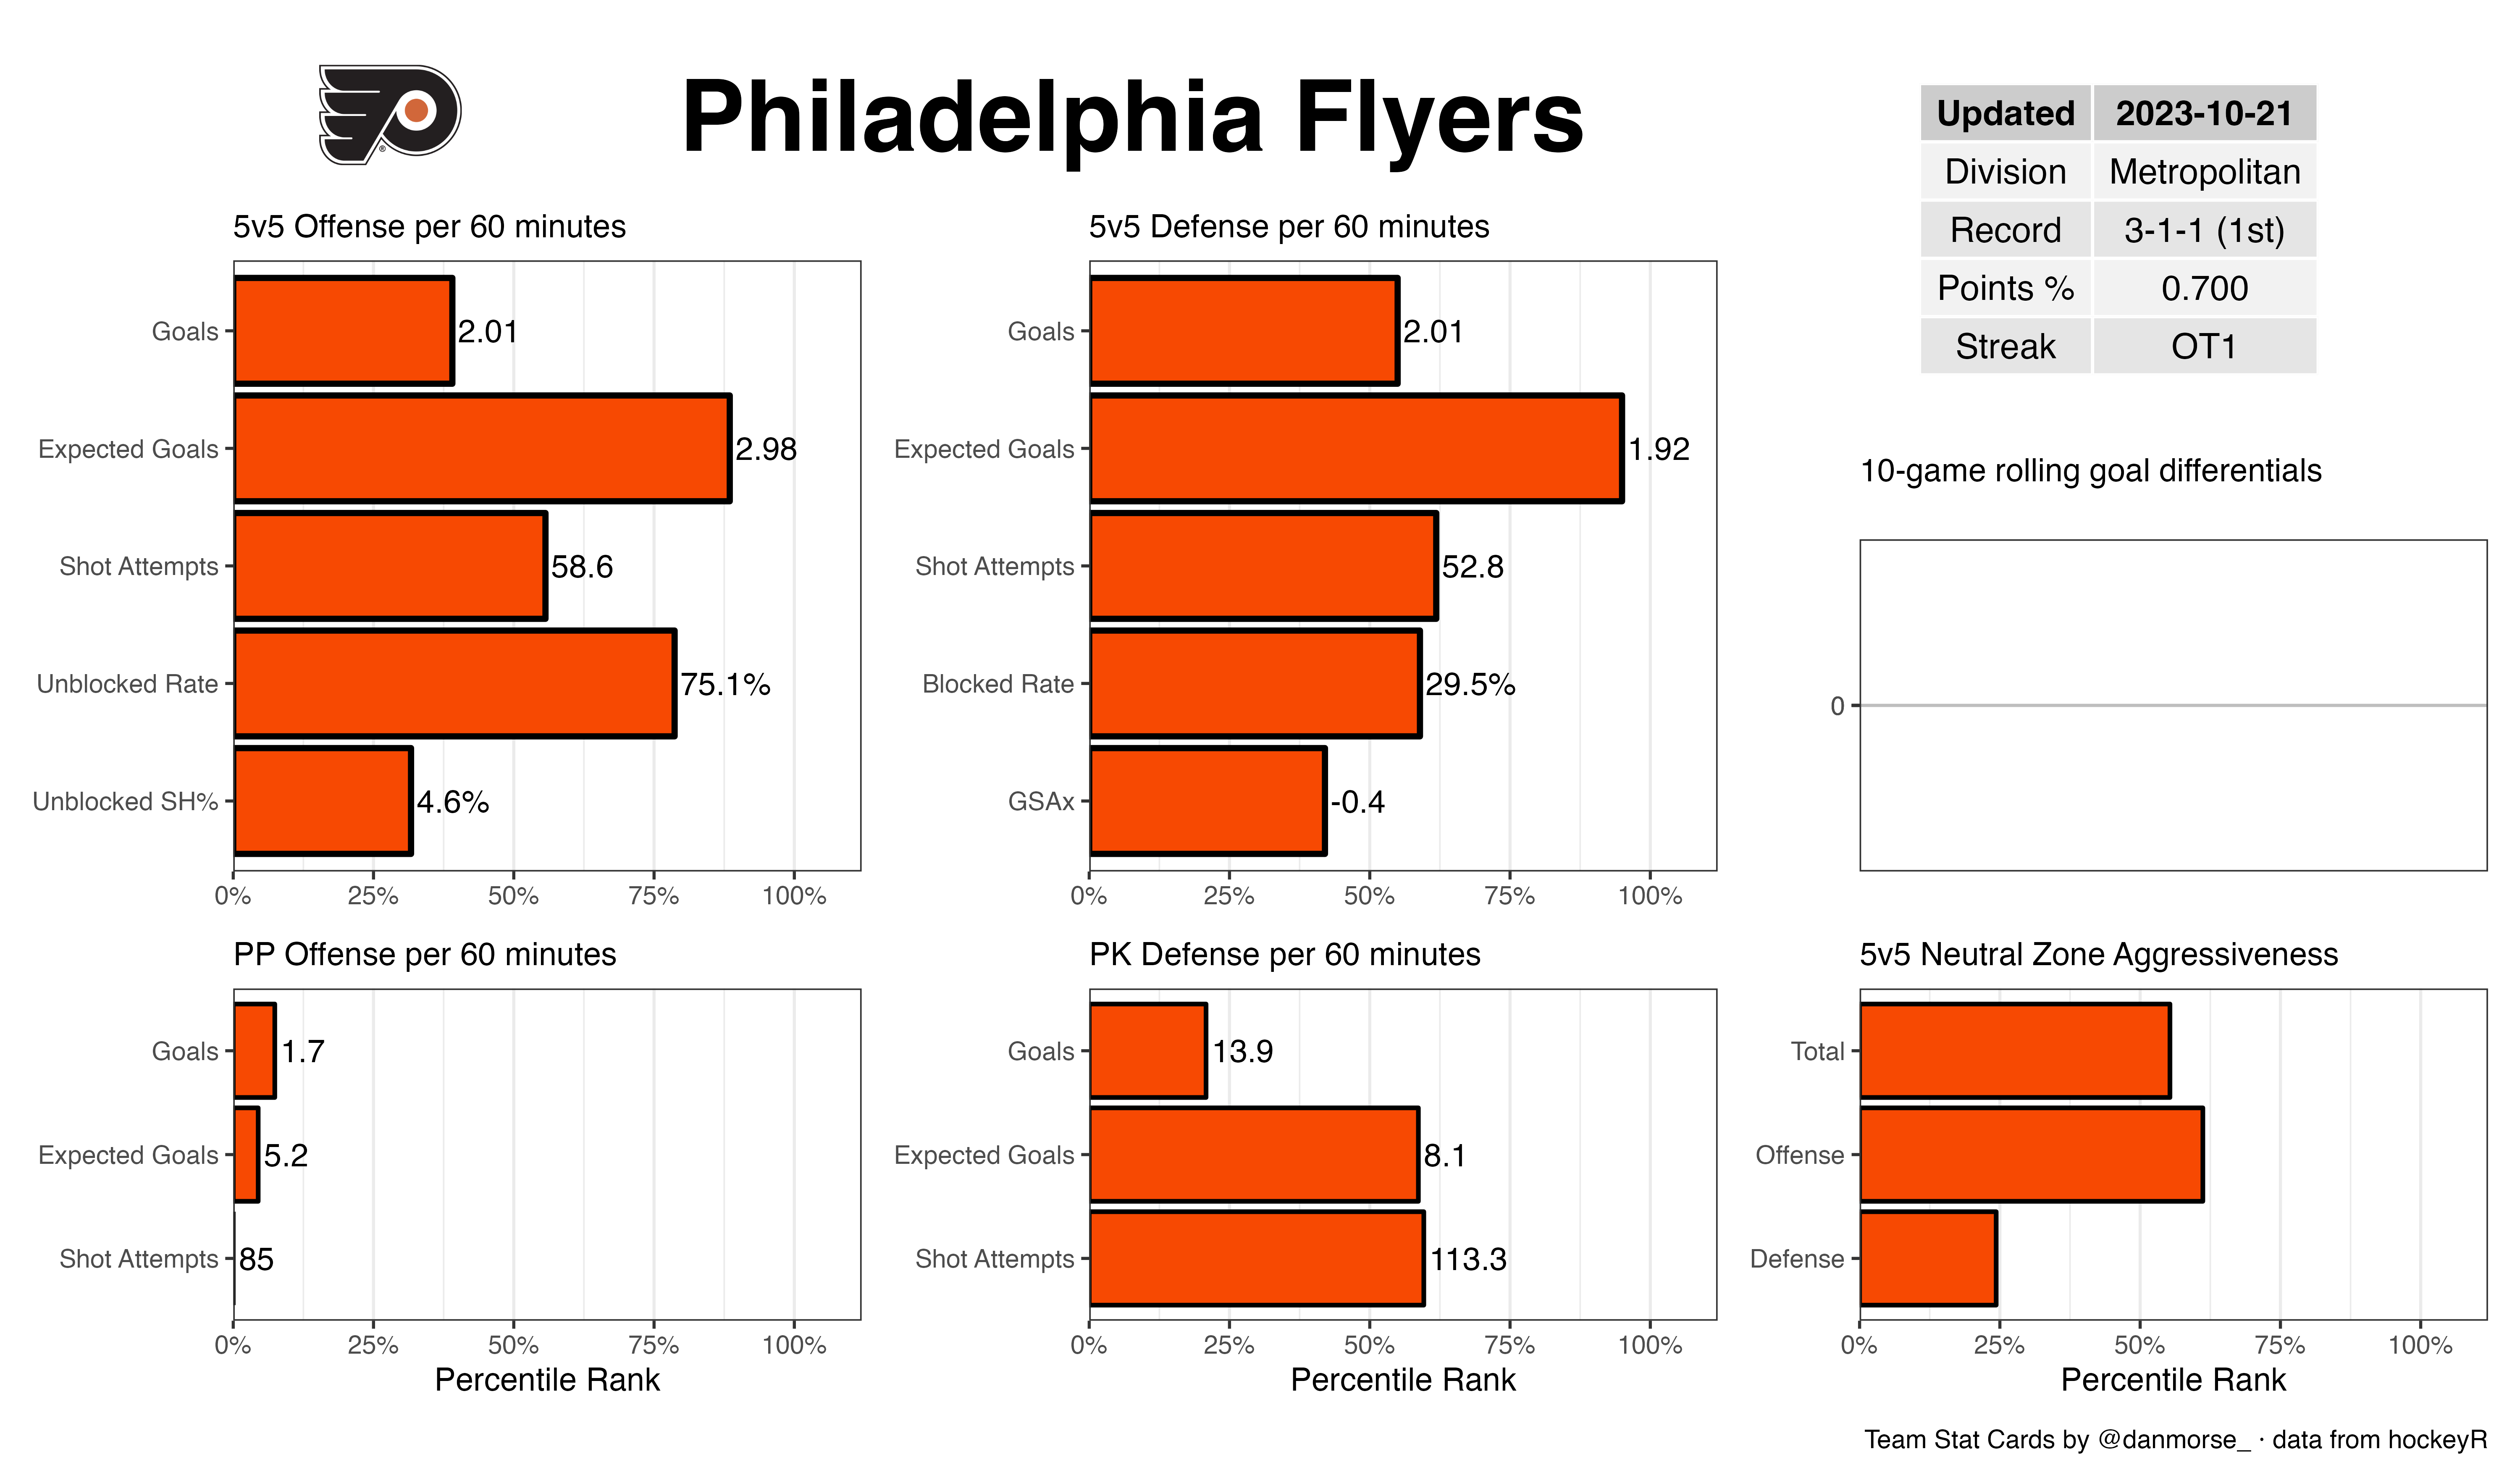 Philadelphia Flyers
Updated 2023-10-21
Division Metropolitan
Record 3-1-1 (1st)
Points % 0.700
Streak OT1
5v5 Offense per 60 minutes
Goals 2.01
Expected Goals 2.98
Shot Attempts 58.6
Unblocked Rate 75.1%
Unblocked SH% 4.6%
0% 25% 50% 75% 100%
5v5 Defense per 60 minutes
Goals 2.01
Expected Goals 1.92
Shot Attempts 52.8
Blocked Rate 29.5%
GSAx -0.4
0% 25% 50% 75% 100%
10-game rolling goal differentials
0
PP Offense per 60 minutes
Goals 1.7
Expected Goals 5.2
Shot Attempts 85
0% 25% 50% 75% 100%
Percentile Rank
PK Defense per 60 minutes
Goals 13.9
Expected Goals 8.1
Shot Attempts 113.3
0% 25% 50% 75% 100%
Percentile Rank
5v5 Neutral Zone Aggressiveness
Total
Offense
Defense
0% 25% 50% 75% 100%
Percentile Rank
Team Stat Cards by @danmorse_ · data from hockeyR